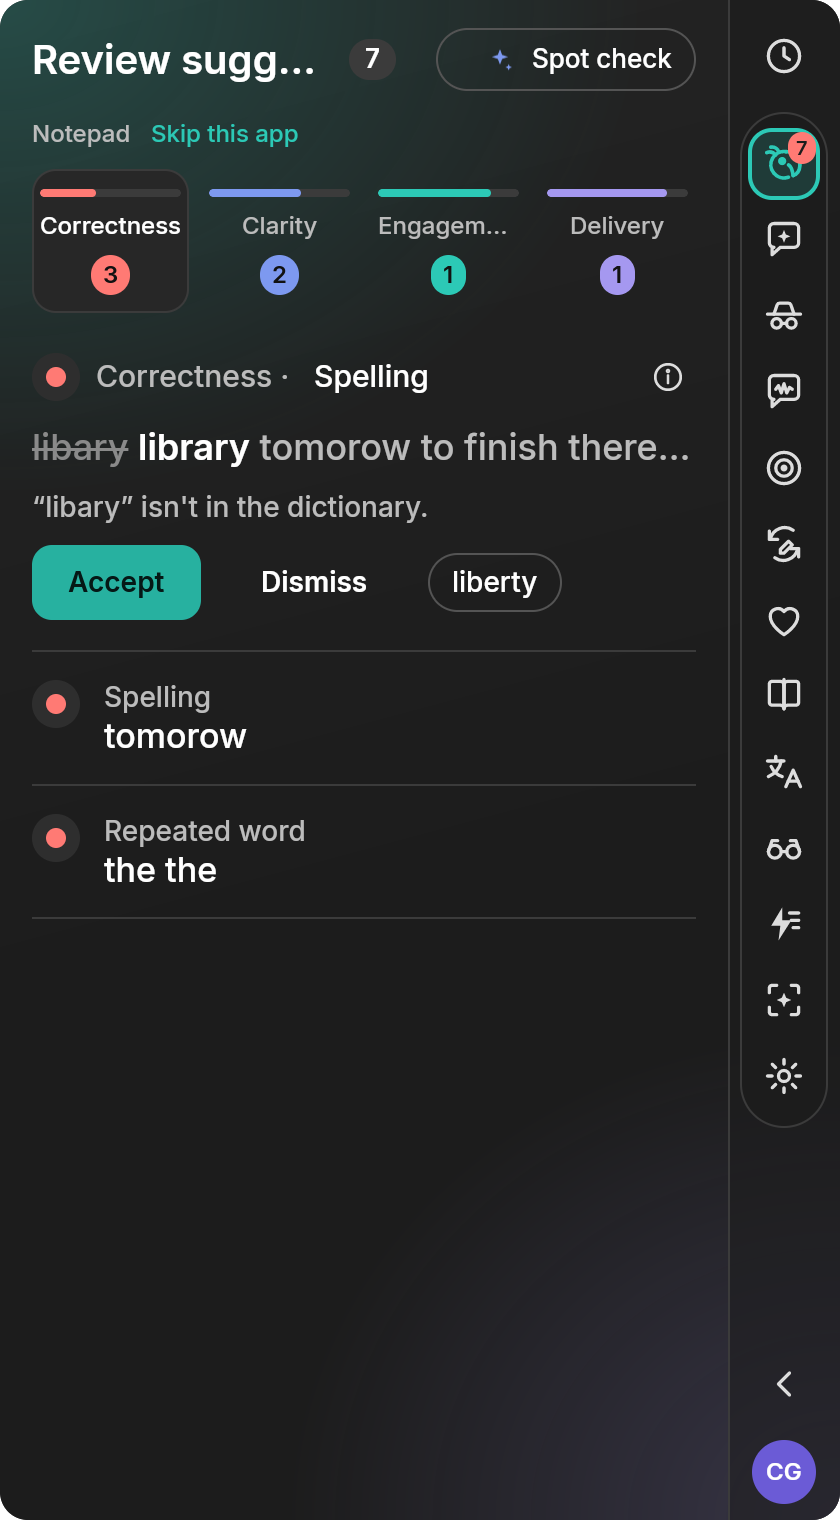 Review sugg...
7
Spot check
7
Notepad Skip this app
Correctness
3
Clarity
2
Engagem...
1
Delivery
1
Correctness · Spelling
libary library tomorow to finish there...
“libary” isn't in the dictionary.
Accept
Dismiss
liberty
Spelling
tomorow
Repeated word
the the
文A
CG